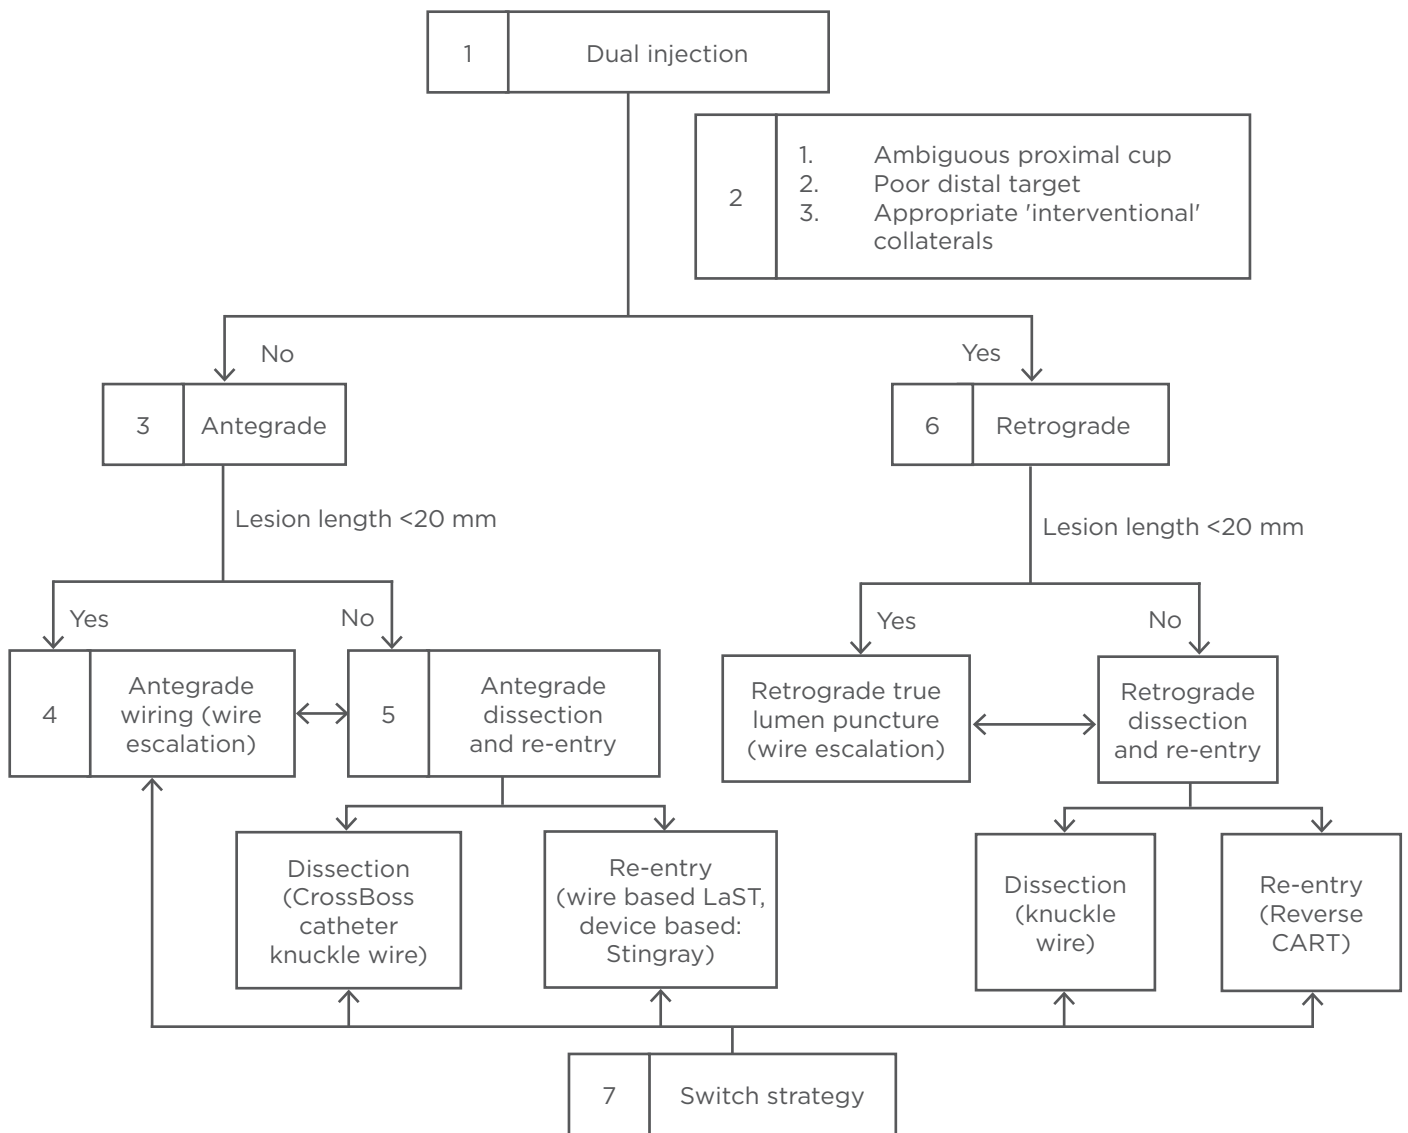 1 Dual injection
2
1. Ambiguous proximal cup
2. Poor distal target
3. Appropriate 'interventional'
collaterals
No
Yes
3 Antegrade
6 Retrograde
Lesion length <20 mm
Lesion length <20 mm
Yes
No
Yes
No
4
Antegrade
wiring (wire
escalation)
5
Antegrade
dissection
and re-entry
Retrograde true
lumen puncture
(wire escalation)
Retrograde
dissection
and re-entry
Dissection
(CrossBoss
catheter
knuckle wire)
Re-entry
(wire based LaST,
device based:
Stingray)
Dissection
(knuckle
wire)
Re-entry
(Reverse
CART)
7 Switch strategy